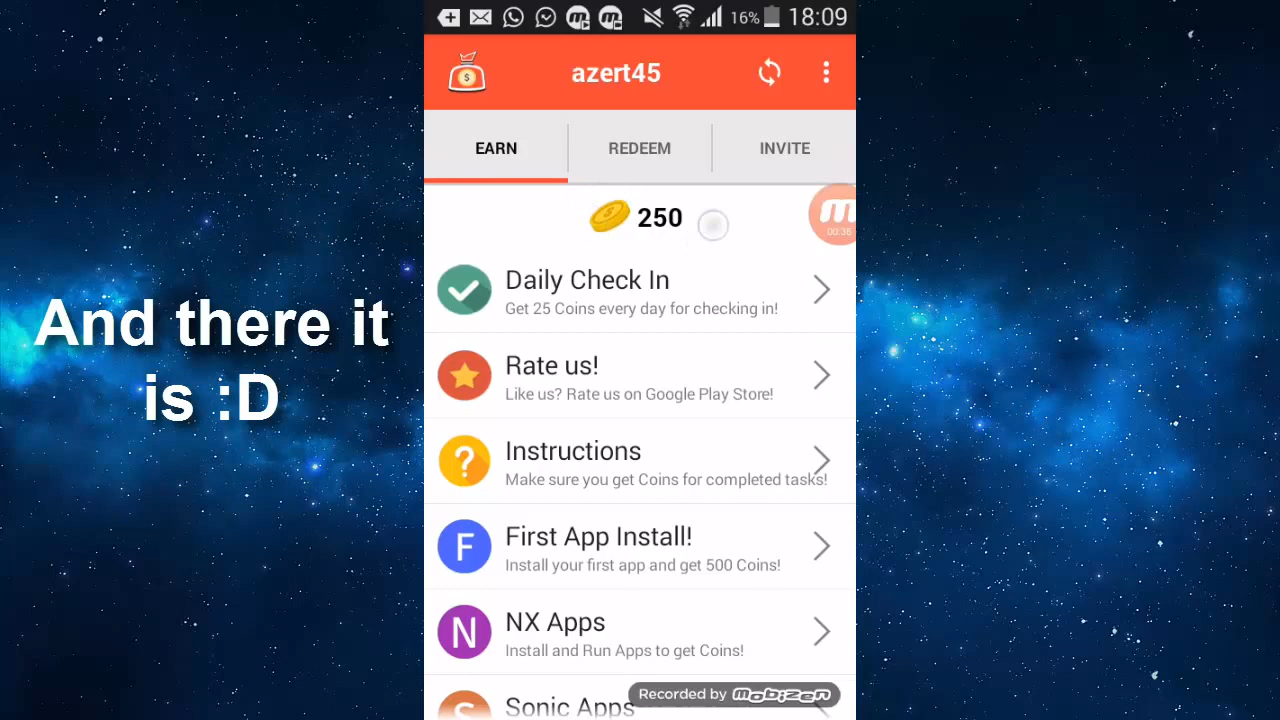 16% 18:09
azert45
EARN REDEEM INVITE
250
00:38
Daily Check In
Get 25 Coins every day for checking in!
Rate us!
Like us? Rate us on Google Play Store!
Instructions
Make sure you get Coins for completed tasks!
F
First App Install!
Install your first app and get 500 Coins!
N
NX Apps
Install and Run Apps to get Coins!
S
Sonic Apps
Recorded by mobizen
And there it
is :D